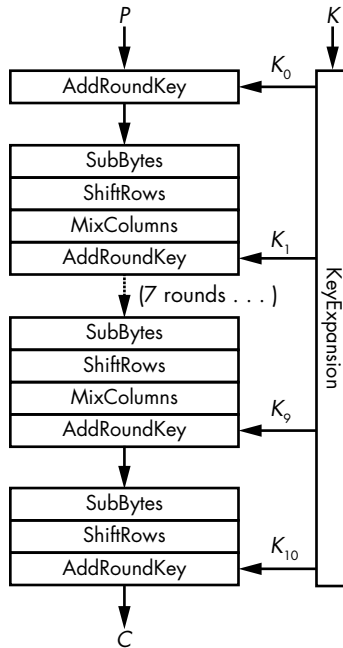 P K
AddRoundKey K₀
SubBytes
ShiftRows
MixColumns
AddRoundKey K₁
(7 rounds . . . )
KeyExpansion
SubBytes
ShiftRows
MixColumns
AddRoundKey K₉
SubBytes
ShiftRows
AddRoundKey K₁₀
C